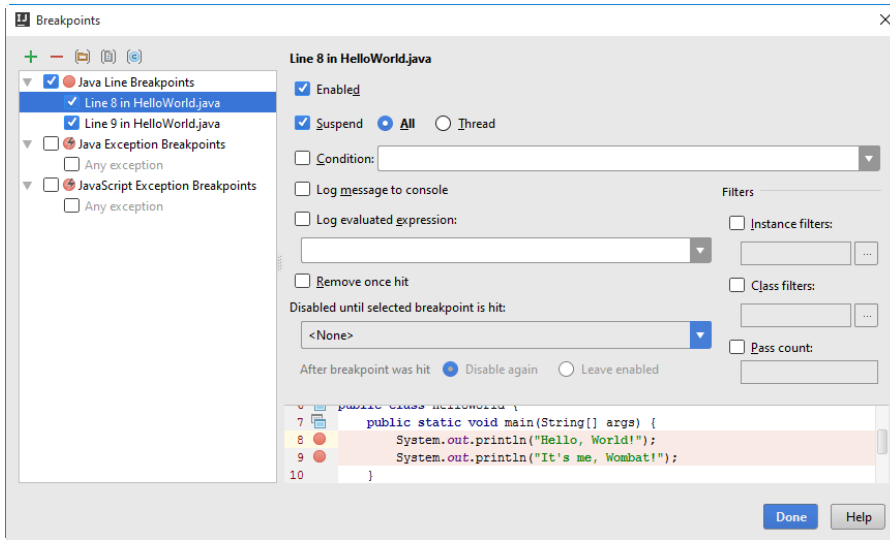 Breakpoints
Java Line Breakpoints
Line 8 in HelloWorld.java
Line 9 in HelloWorld.java
Java Exception Breakpoints
Any exception
JavaScript Exception Breakpoints
Any exception
Line 8 in HelloWorld.java
Enabled
Suspend All Thread
Condition:
Log message to console
Log evaluated expression:
Remove once hit
Disabled until selected breakpoint is hit:
<None>
After breakpoint was hit Disable again Leave enabled
Filters
Instance filters:
...
Class filters:
...
Pass count:
6 public class HelloWorld {
7 public static void main(String[] args) {
8 System.out.println("Hello, World!");
9 System.out.println("It's me, Wombat!");
10 }
Done Help